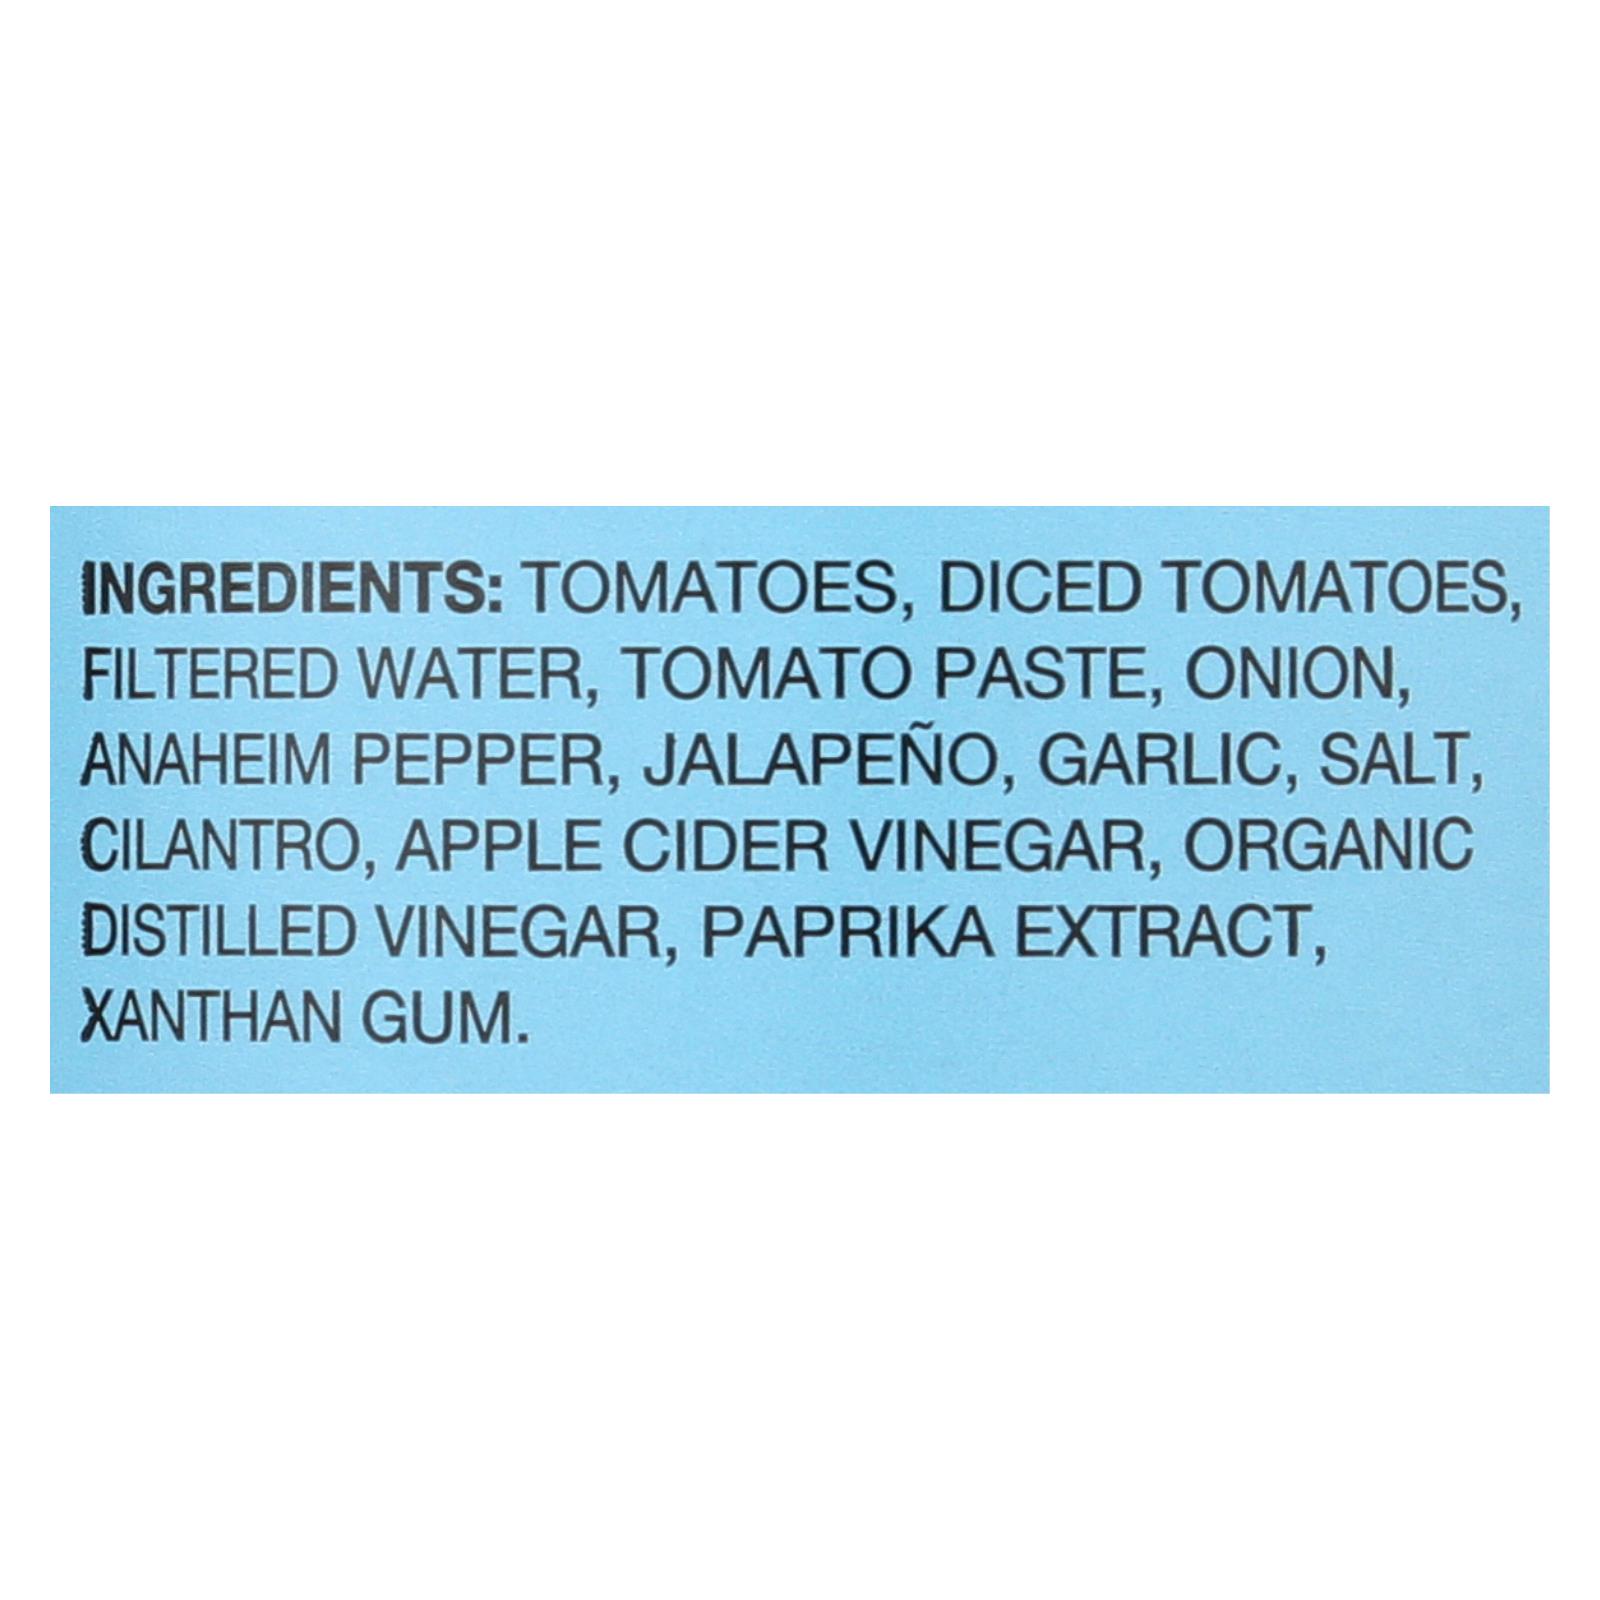 INGREDIENTS: TOMATOES, DICED TOMATOES,
FILTERED WATER, TOMATO PASTE, ONION,
ANAHEIM PEPPER, JALAPEÑO, GARLIC, SALT,
CILANTRO, APPLE CIDER VINEGAR, ORGANIC
DISTILLED VINEGAR, PAPRIKA EXTRACT,
XANTHAN GUM.